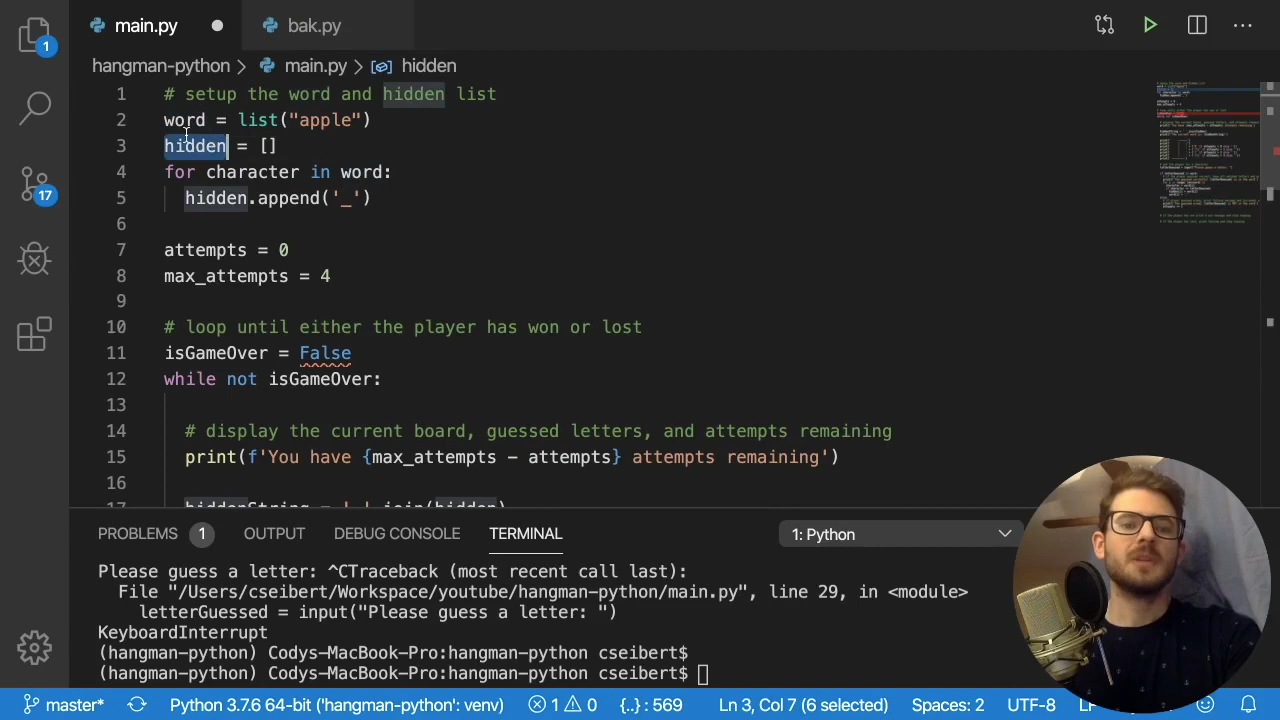 main.py
bak.py
1
hangman-python > main.py > hidden
1 # setup the word and hidden list
2 word = list("apple")
3 hidden = []
4 for character in word:
5 hidden.append('_')
6
7 attempts = 0
8 max_attempts = 4
9
10 # loop until either the player has won or lost
11 isGameOver = False
12 while not isGameOver:
13
14 # display the current board, guessed letters, and attempts remaining
15 print(f'You have {max_attempts - attempts} attempts remaining')
16
17 hiddenString = ' '.join(hidden)
17
PROBLEMS 1 OUTPUT DEBUG CONSOLE TERMINAL 1: Python
Please guess a letter: ^CTraceback (most recent call last):
File "/Users/cseibert/Workspace/youtube/hangman-python/main.py", line 29, in <module>
letterGuessed = input("Please guess a letter: ")
KeyboardInterrupt
(hangman-python) Codys-MacBook-Pro:hangman-python cseibert$
(hangman-python) Codys-MacBook-Pro:hangman-python cseibert$
master* Python 3.7.6 64-bit ('hangman-python': venv) 1 0 {..} : 569 Ln 3, Col 7 (6 selected) Spaces: 2 UTF-8